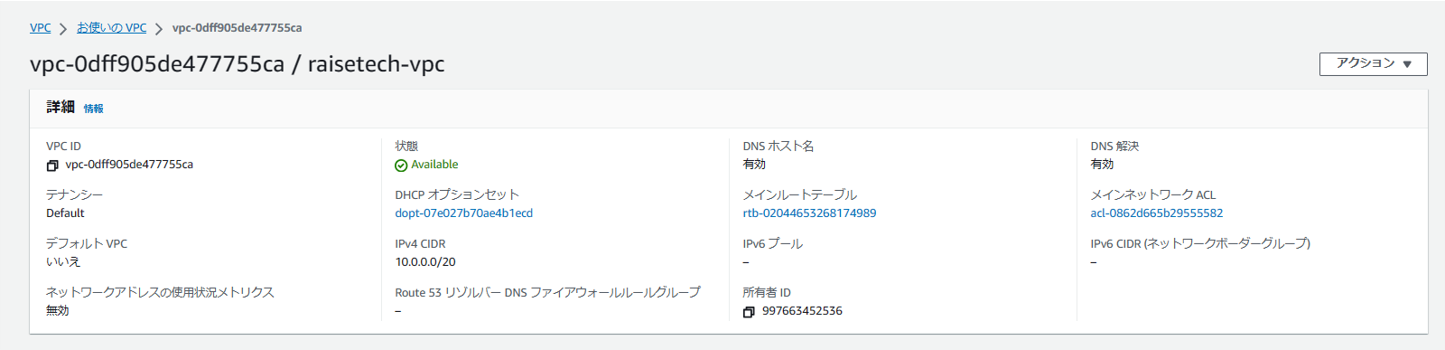 VPC > お使いの VPC > vpc-0dff905de477755ca
vpc-0dff905de477755ca / raisetech-vpc
アクション ▼
詳細 情報
VPC ID
vpc-0dff905de477755ca
状態
Available
DNS ホスト名
有効
DNS 解決
有効
テナンシー
Default
DHCP オプションセット
dopt-07e027b70ae4b1ecd
メインルートテーブル
rtb-02044653268174989
メインネットワーク ACL
acl-0862d665b29555582
デフォルト VPC
いいえ
IPv4 CIDR
10.0.0.0/20
IPv6 プール
–
IPv6 CIDR (ネットワークボーダーグループ)
–
ネットワークアドレスの使用状況メトリクス
無効
Route 53 リゾルバー DNS ファイアウォールルールグループ
–
所有者 ID
997663452536